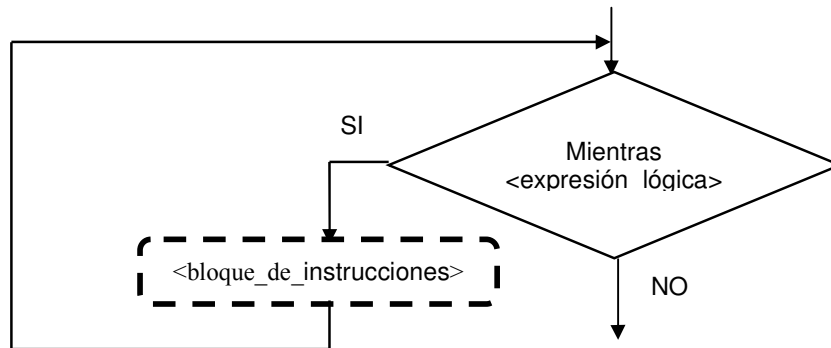 SI
Mientras
<expresión lógica>
<bloque_de_instrucciones>
NO